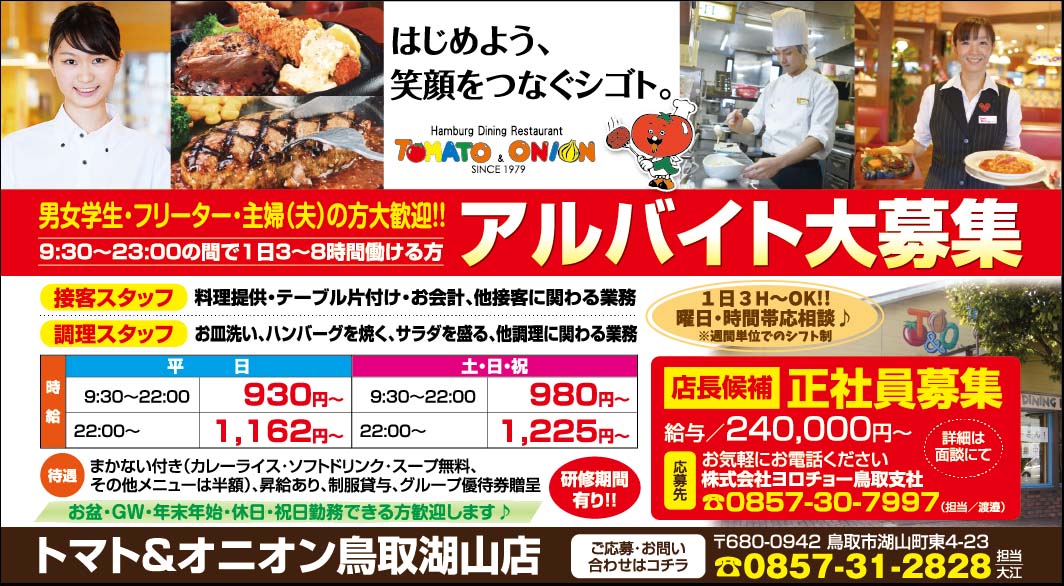 はじめよう、
笑顔をつなぐシゴト。
Hamburg Dining Restaurant
TOMATO & ONION
SINCE 1979
男女学生・フリーター・主婦(夫)の方大歓迎!!
9:30〜23:00の間で1日3〜8時間働ける方
アルバイト大募集
接客スタッフ 料理提供・テーブル片付け・お会計、他接客に関わる業務
調理スタッフ お皿洗い、ハンバーグを焼く、サラダを盛る、他調理に関わる業務
1日3H〜OK!!
曜日・時間帯応相談♪
※週間単位でのシフト制
時給
平 日 土・日・祝
9:30〜22:00 930円〜 9:30〜22:00 980円〜
22:00〜 1,162円〜 22:00〜 1,225円〜
待遇 まかない付き(カレーライス・ソフトドリンク・スープ無料、
その他メニューは半額)、昇給あり、制服貸与、グループ優待券贈呈
研修期間
有り!!
お盆・GW・年末年始・休日・祝日勤務できる方歓迎します♪
T&O
店長候補 正社員募集
給与／240,000円〜
詳細は
面談にて
応募先
お気軽にお電話ください
株式会社ヨロチョー鳥取支社
☎0857-30-7997(担当／渡邉)
トマト&オニオン鳥取湖山店
ご応募・お問い
合わせはコチラ
〒680-0942 鳥取市湖山町東4-23
☎0857-31-2828 担当
大江